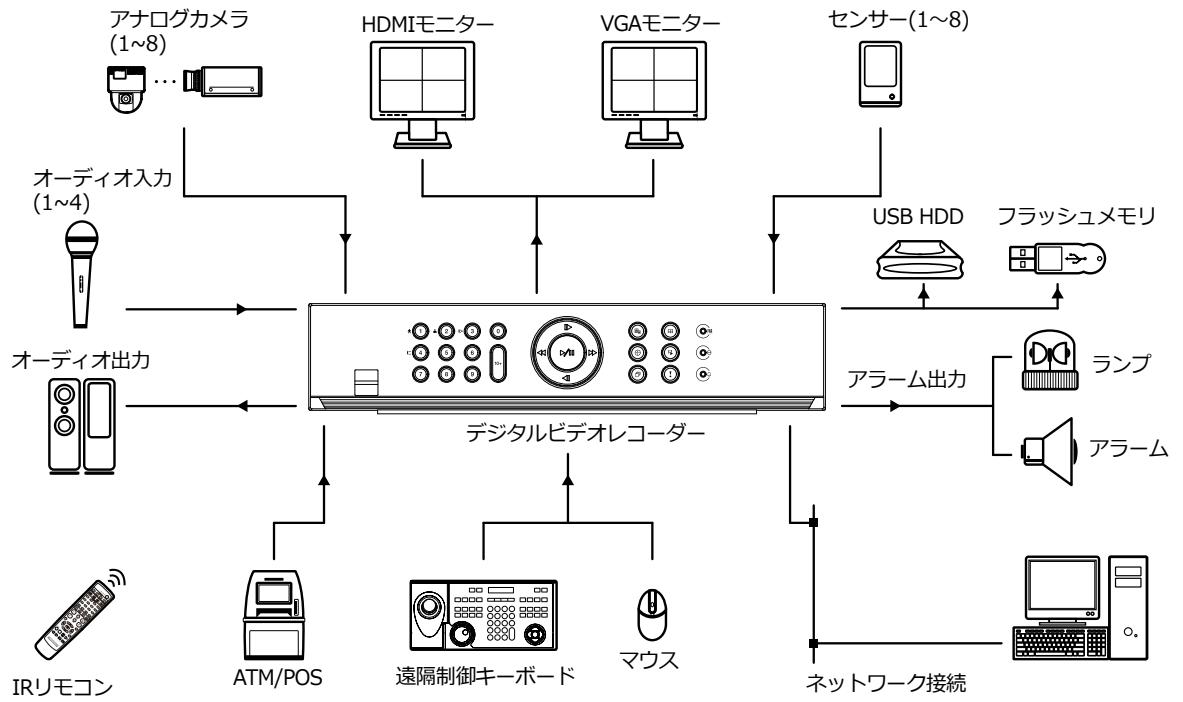 アナログカメラ
(1~8)
HDMIモニター
VGAモニター
センサー(1～8)
オーディオ入力
(1~4)
USB HDD
フラッシュメモリ
オーディオ出力
アラーム出力
ランプ
アラーム
デジタルビデオレコーダー
IRリモコン
ATM/POS
遠隔制御キーボード
マウス
ネットワーク接続